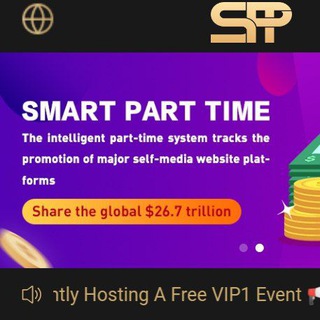 SPT
SMART PART TIME
The intelligent part-time system tracks the
promotion of major self-media website plat-
forms
Share the global $26.7 trillion
ntly Hosting A Free VIP1 Event